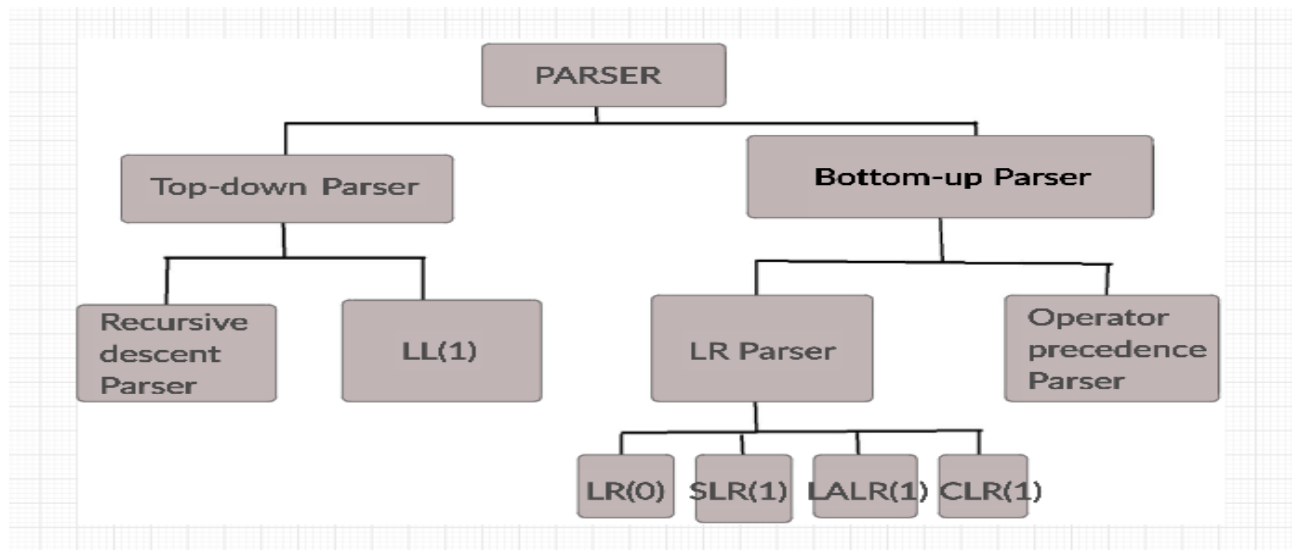 PARSER
Top-down Parser
Bottom-up Parser
Recursive
descent
Parser
LL(1)
LR Parser
Operator
precedence
Parser
LR(0)
SLR(1)
LALR(1)
CLR(1)